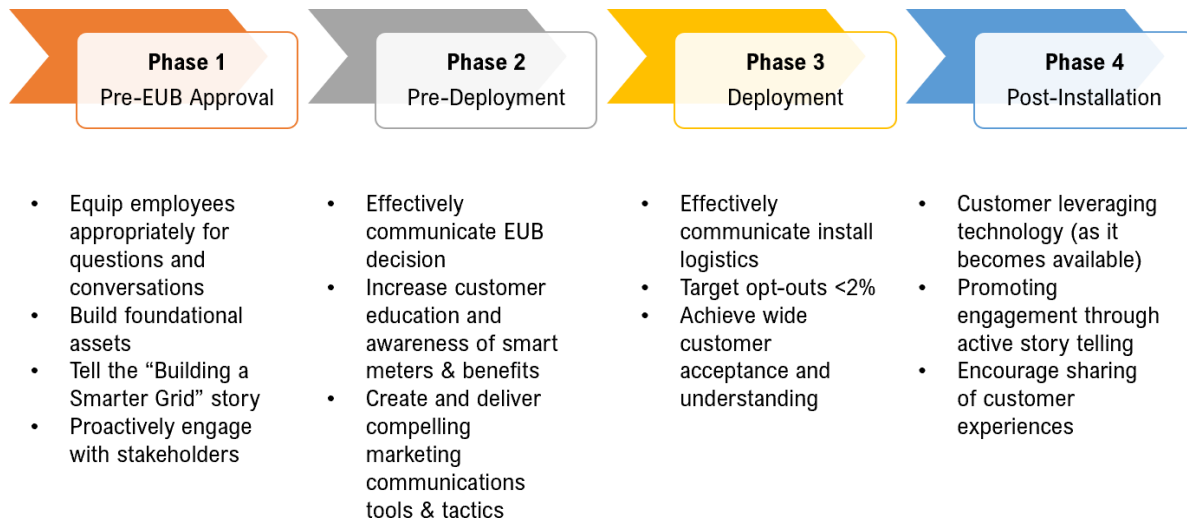 Phase 1
Pre-EUB Approval
Phase 2
Pre-Deployment
Phase 3
Deployment
Phase 4
Post-Installation
• Equip employees
appropriately for
questions and
conversations
• Build foundational
assets
• Tell the “Building a
Smarter Grid” story
• Proactively engage
with stakeholders
• Effectively
communicate EUB
decision
• Increase customer
education and
awareness of smart
meters & benefits
• Create and deliver
compelling
marketing
communications
tools & tactics
• Effectively
communicate install
logistics
• Target opt-outs <2%
• Achieve wide
customer
acceptance and
understanding
• Customer leveraging
technology (as it
becomes available)
• Promoting
engagement through
active story telling
• Encourage sharing
of customer
experiences